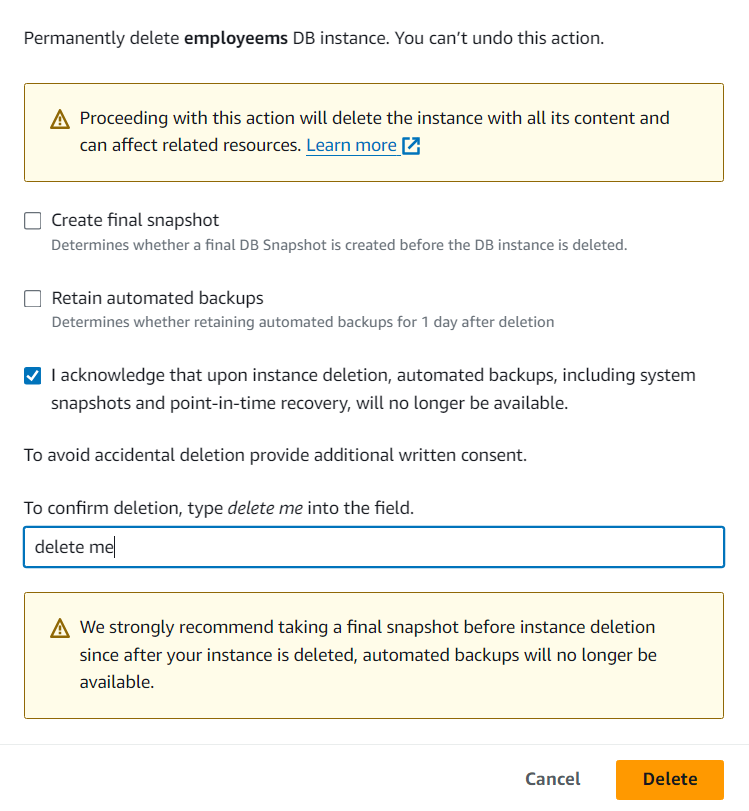 Permanently delete employeems DB instance. You can’t undo this action.
Proceeding with this action will delete the instance with all its content and
can affect related resources. Learn more
Create final snapshot
Determines whether a final DB Snapshot is created before the DB instance is deleted.
Retain automated backups
Determines whether retaining automated backups for 1 day after deletion
I acknowledge that upon instance deletion, automated backups, including system
snapshots and point-in-time recovery, will no longer be available.
To avoid accidental deletion provide additional written consent.
To confirm deletion, type delete me into the field.
delete me
We strongly recommend taking a final snapshot before instance deletion
since after your instance is deleted, automated backups will no longer be
available.
Cancel Delete